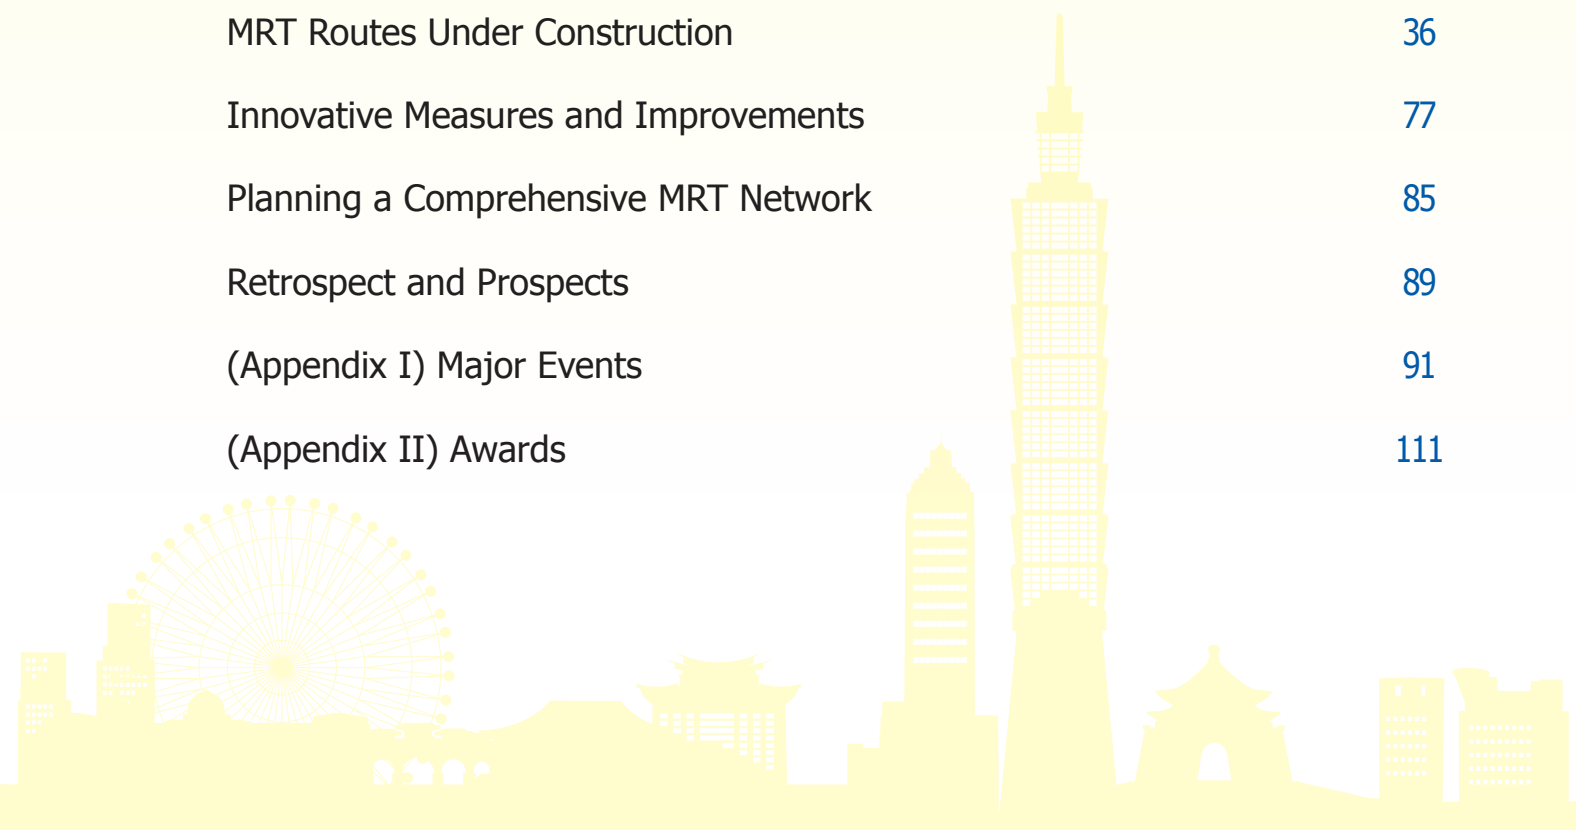 MRT Routes Under Construction 36
Innovative Measures and Improvements 77
Planning a Comprehensive MRT Network 85
Retrospect and Prospects 89
(Appendix I) Major Events 91
(Appendix II) Awards 111